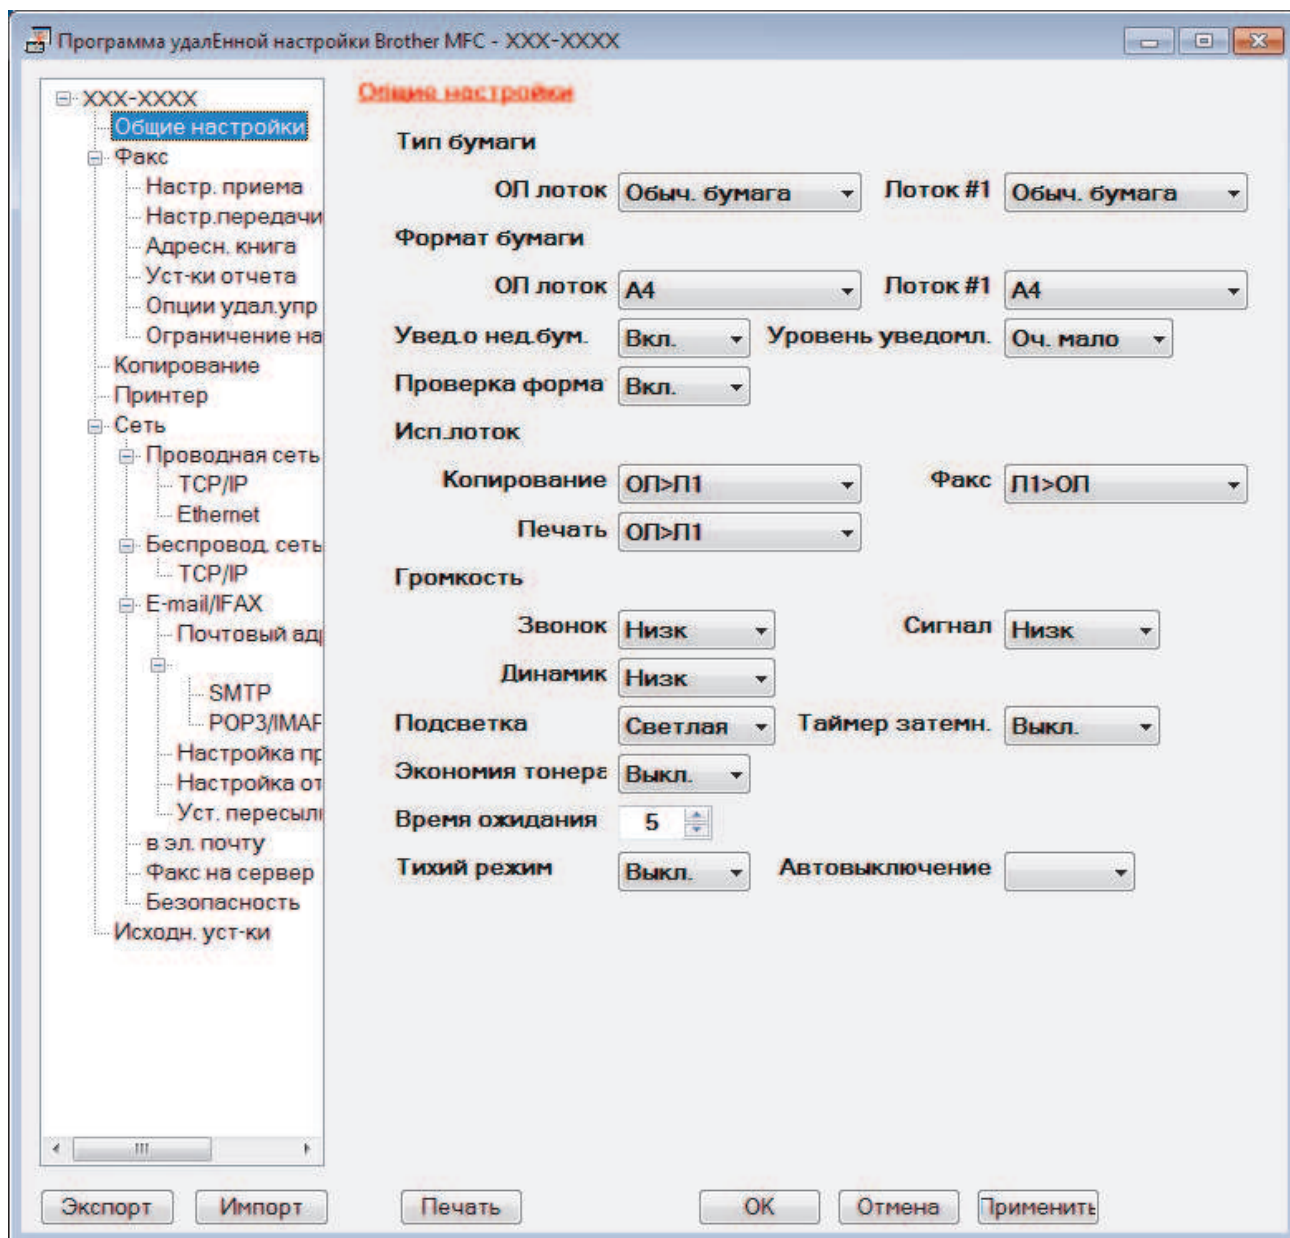 Программа удалЕнной настройки Brother MFC - XXX-XXXX
XXX-XXXX
Общие настройки
Факс
Настр. приема
Настр.передачи
Адресн. книга
Уст-ки отчета
Опции удал.упр
Ограничение на
Копирование
Принтер
Сеть
Проводная сеть
TCP/IP
Ethernet
Беспровод. сеть
TCP/IP
E-mail/IFAX
Почтовый ад
SMTP
POP3/IMAP
Настройка пр
Настройка от
Уст. пересыл
в эл. почту
Факс на сервер
Безопасность
Исходн. уст-ки
Общие настройки
Тип бумаги
ОП лоток Обыч. бумага Лоток #1 Обыч. бумага
Формат бумаги
ОП лоток A4 Лоток #1 A4
Увед.о нед.бум. Вкл. Уровень уведомл. Оч. мало
Проверка форма Вкл.
Исп.лоток
Копирование ОП>Л1 Факс Л1>ОП
Печать ОП>Л1
Громкость
Звонок Низк Сигнал Низк
Динамик Низк
Подсветка Светлая Таймер затемн. Выкл.
Экономия тонера Выкл.
Время ожидания 5
Тихий режим Выкл. Автовыключение
Экспорт Импорт Печать OK Отмена Применить